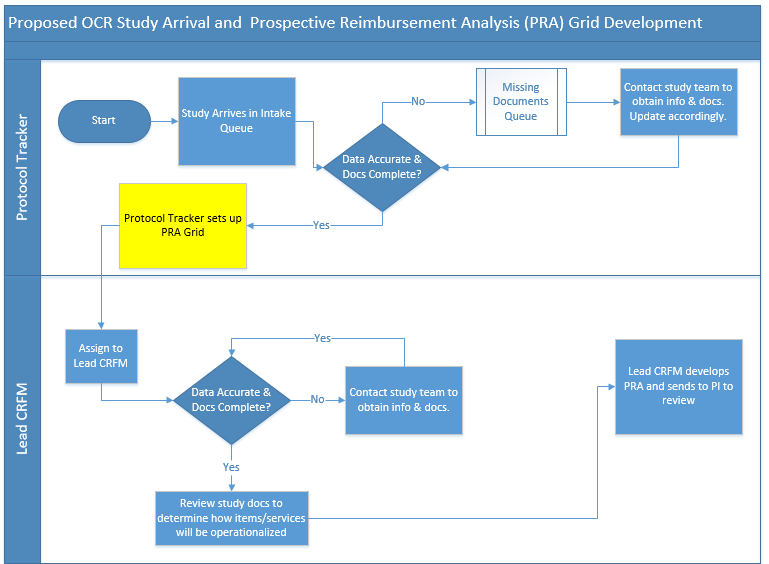 Proposed OCR Study Arrival and  Prospective Reimbursement Analysis (PRA) Grid Development
Protocol Tracker
Start
Study Arrives in Intake
Queue
Data Accurate &
Docs Complete?
No
Missing
Documents
Queue
Contact study team to
obtain info & docs.
Update accordingly.
Yes
Protocol Tracker sets up
PRA Grid
Lead CRFM
Assign to
Lead CRFM
Data Accurate &
Docs Complete?
Yes
No
Contact study team to
obtain info & docs.
Yes
Review study docs to
determine how items/services
will be operationalized
Lead CRFM develops
PRA and sends to PI to
review